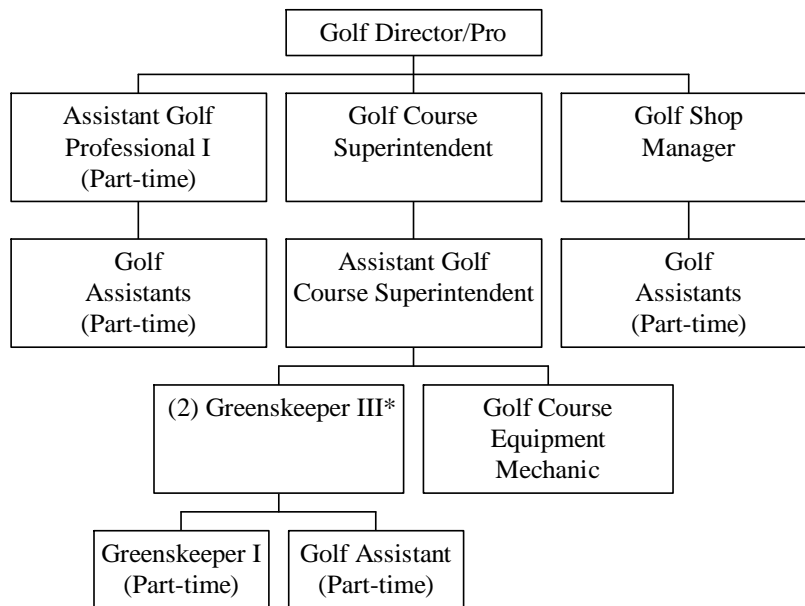 Golf Director/Pro
Assistant Golf
Professional I
(Part-time)
Golf Course
Superintendent
Golf Shop
Manager
Golf
Assistants
(Part-time)
Assistant Golf
Course Superintendent
Golf
Assistants
(Part-time)
(2) Greenskeeper III*
Golf Course
Equipment
Mechanic
Greenskeeper I
(Part-time)
Golf Assistant
(Part-time)